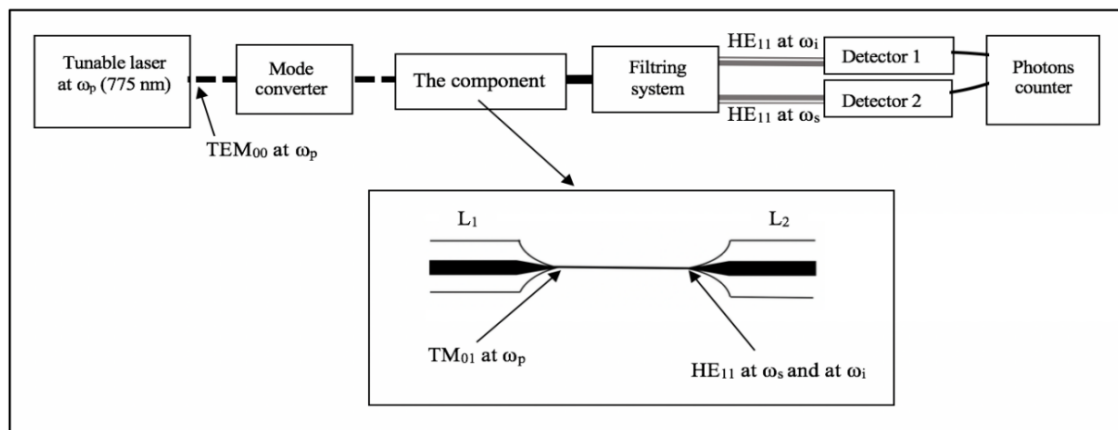 Tunable laser
at ωₚ (775 nm)
Mode
converter
The component
Filtring
system
HE₁₁ at ωᵢ
HE₁₁ at ωₛ
Detector 1
Detector 2
Photons
counter
TEM₀₀ at ωₚ
L₁
L₂
TM₀₁ at ωₚ
HE₁₁ at ωₛ and at ωᵢ